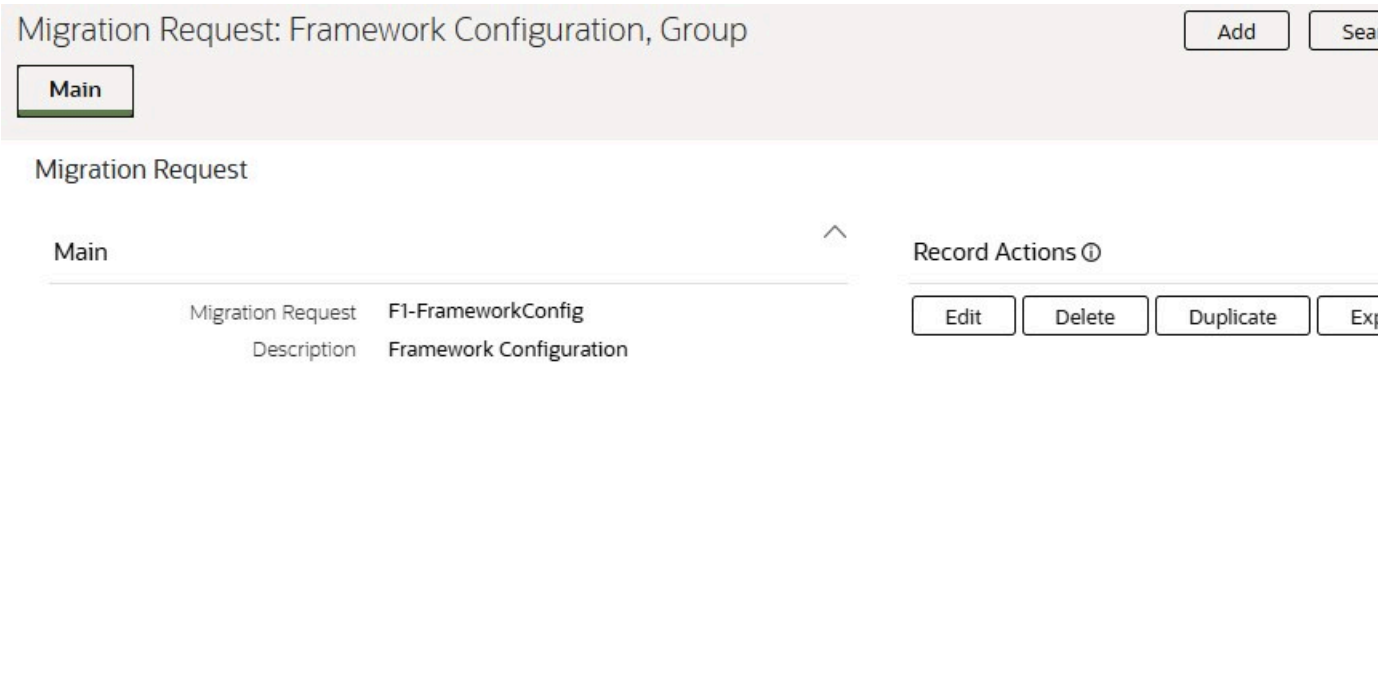 Migration Request: Framework Configuration, Group
Add
Main
Migration Request
Main
Record Actions
Migration Request F1-FrameworkConfig
Edit Delete Duplicate
Description Framework Configuration